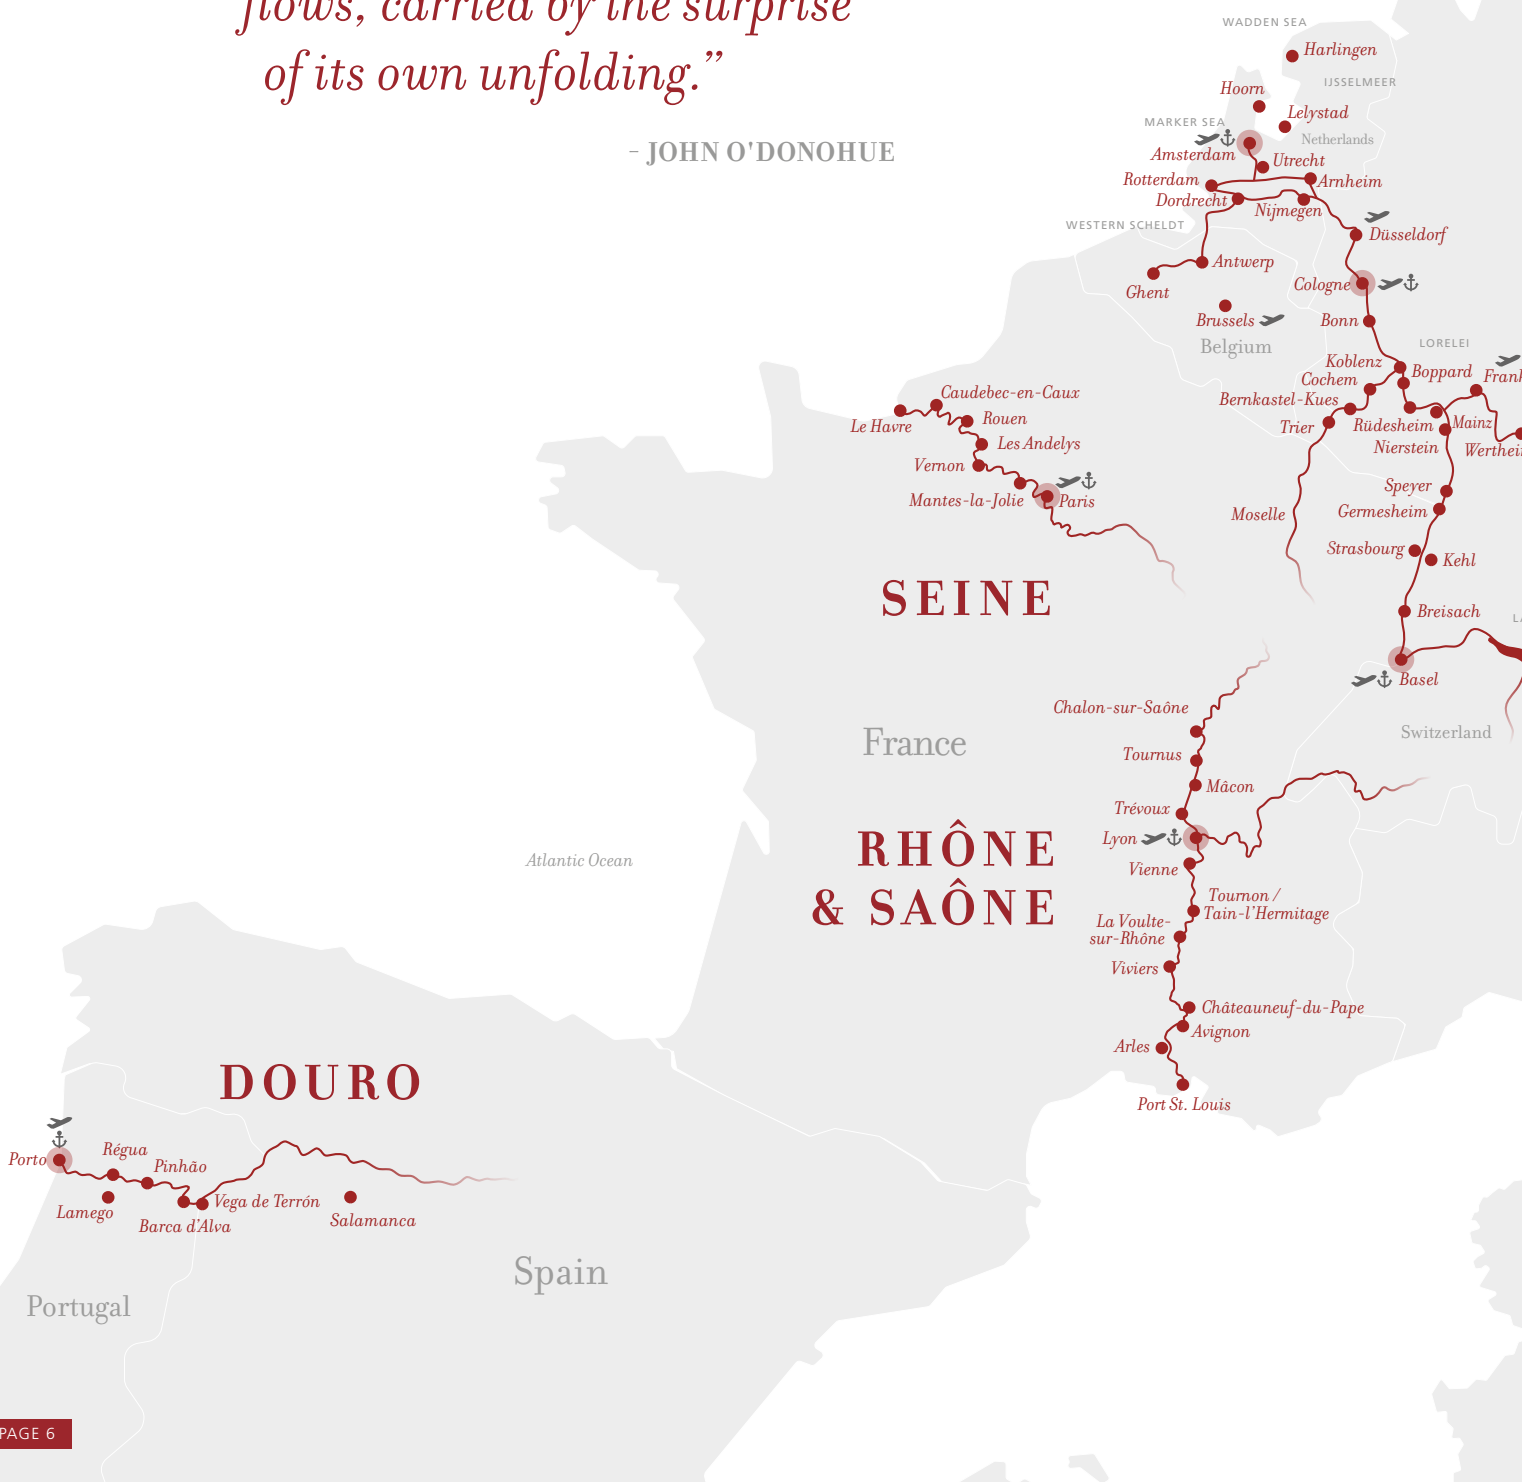 flows, carried by the surprise
of its own unfolding.”
– JOHN O'DONOHUE
WADDEN SEA
Harlingen
IJSSELMEER
Hoorn
Lelystad
MARKER SEA
Netherlands
Amsterdam
Utrecht
Rotterdam
Arnheim
Dordrecht
Nijmegen
WESTERN SCHELDT
Düsseldorf
Antwerp
Ghent
Cologne
Brussels
Bonn
Belgium
LORELEI
Koblenz
Boppard
Cochem
Bernkastel-Kues
Trier
Rüdesheim
Mainz
Nierstein
Caudebec-en-Caux
Le Havre
Rouen
Les Andelys
Vernon
Mantes-la-Jolie
Paris
Speyer
Germesheim
Moselle
Strasbourg
Kehl
SEINE
Breisach
Basel
Chalon-sur-Saône
Switzerland
France
Tournus
Mâcon
Trévoux
RHÔNE
& SAÔNE
Lyon
Vienne
Atlantic Ocean
Tournon /
Tain-l'Hermitage
La Voulte-
sur-Rhône
Viviers
Châteauneuf-du-Pape
Avignon
Arles
Port St. Louis
DOURO
Porto
Régua
Pinhão
Lamego
Vega de Terrón
Barca d'Alva
Salamanca
Spain
Portugal
PAGE 6